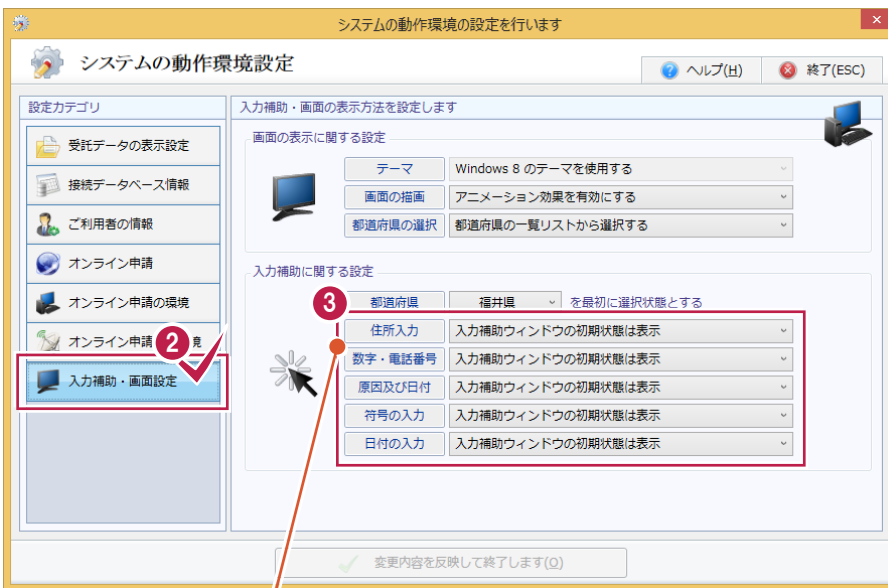 システムの動作環境の設定を行います
×
システムの動作環境設定
ヘルプ(H)
終了(ESC)
設定カテゴリ
受託データの表示設定
接続データベース情報
ご利用者の情報
オンライン申請
オンライン申請の環境
オンライン申請
2
入力補助・画面設定
入力補助・画面の表示方法を設定します
画面の表示に関する設定
テーマ Windows 8 のテーマを使用する
画面の描画 アニメーション効果を有効にする
都道府県の選択 都道府県の一覧リストから選択する
入力補助に関する設定
3
都道府県 福井県 を最初に選択状態とする
住所入力 入力補助ウィンドウの初期状態は表示
数字・電話番号 入力補助ウィンドウの初期状態は表示
原因及び日付 入力補助ウィンドウの初期状態は表示
符号の入力 入力補助ウィンドウの初期状態は表示
日付の入力 入力補助ウィンドウの初期状態は表示
変更内容を反映して終了します(O)